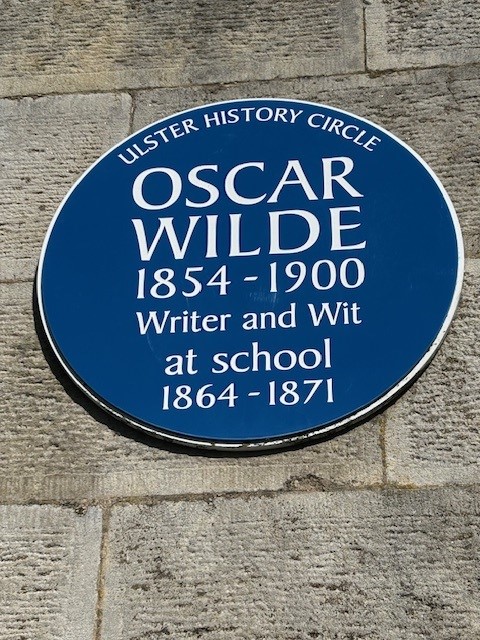 ULSTER HISTORY CIRCLE
OSCAR
WILDE
1854 - 1900
Writer and Wit
at school
1864 - 1871